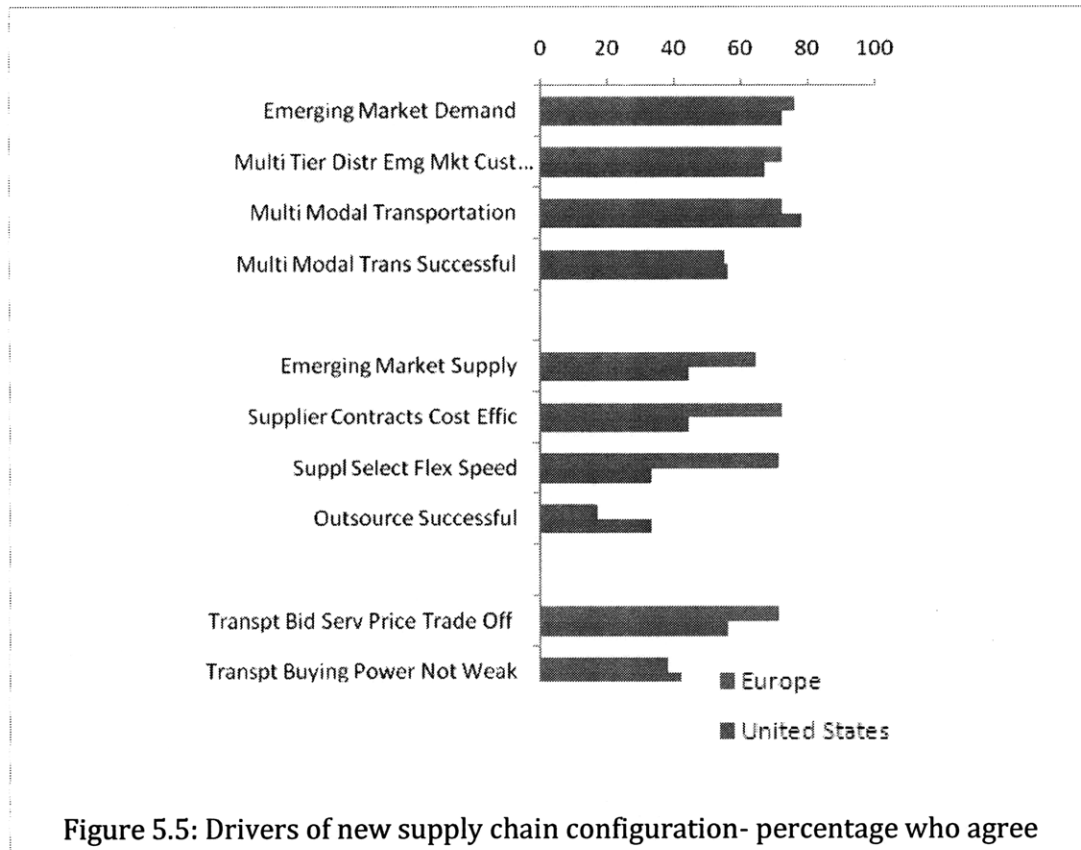 0 20 40 60 80 100
Emerging Market Demand
Multi Tier Distr Emg Mkt Cust...
Multi Modal Transportation
Multi Modal Trans Successful
Emerging Market Supply
Supplier Contracts Cost Effic
Suppl Select Flex Speed
Outsource Successful
Transpt Bid Serv Price Trade Off
Transpt Buying Power Not Weak
Europe
United States
Figure 5.5: Drivers of new supply chain configuration- percentage who agree